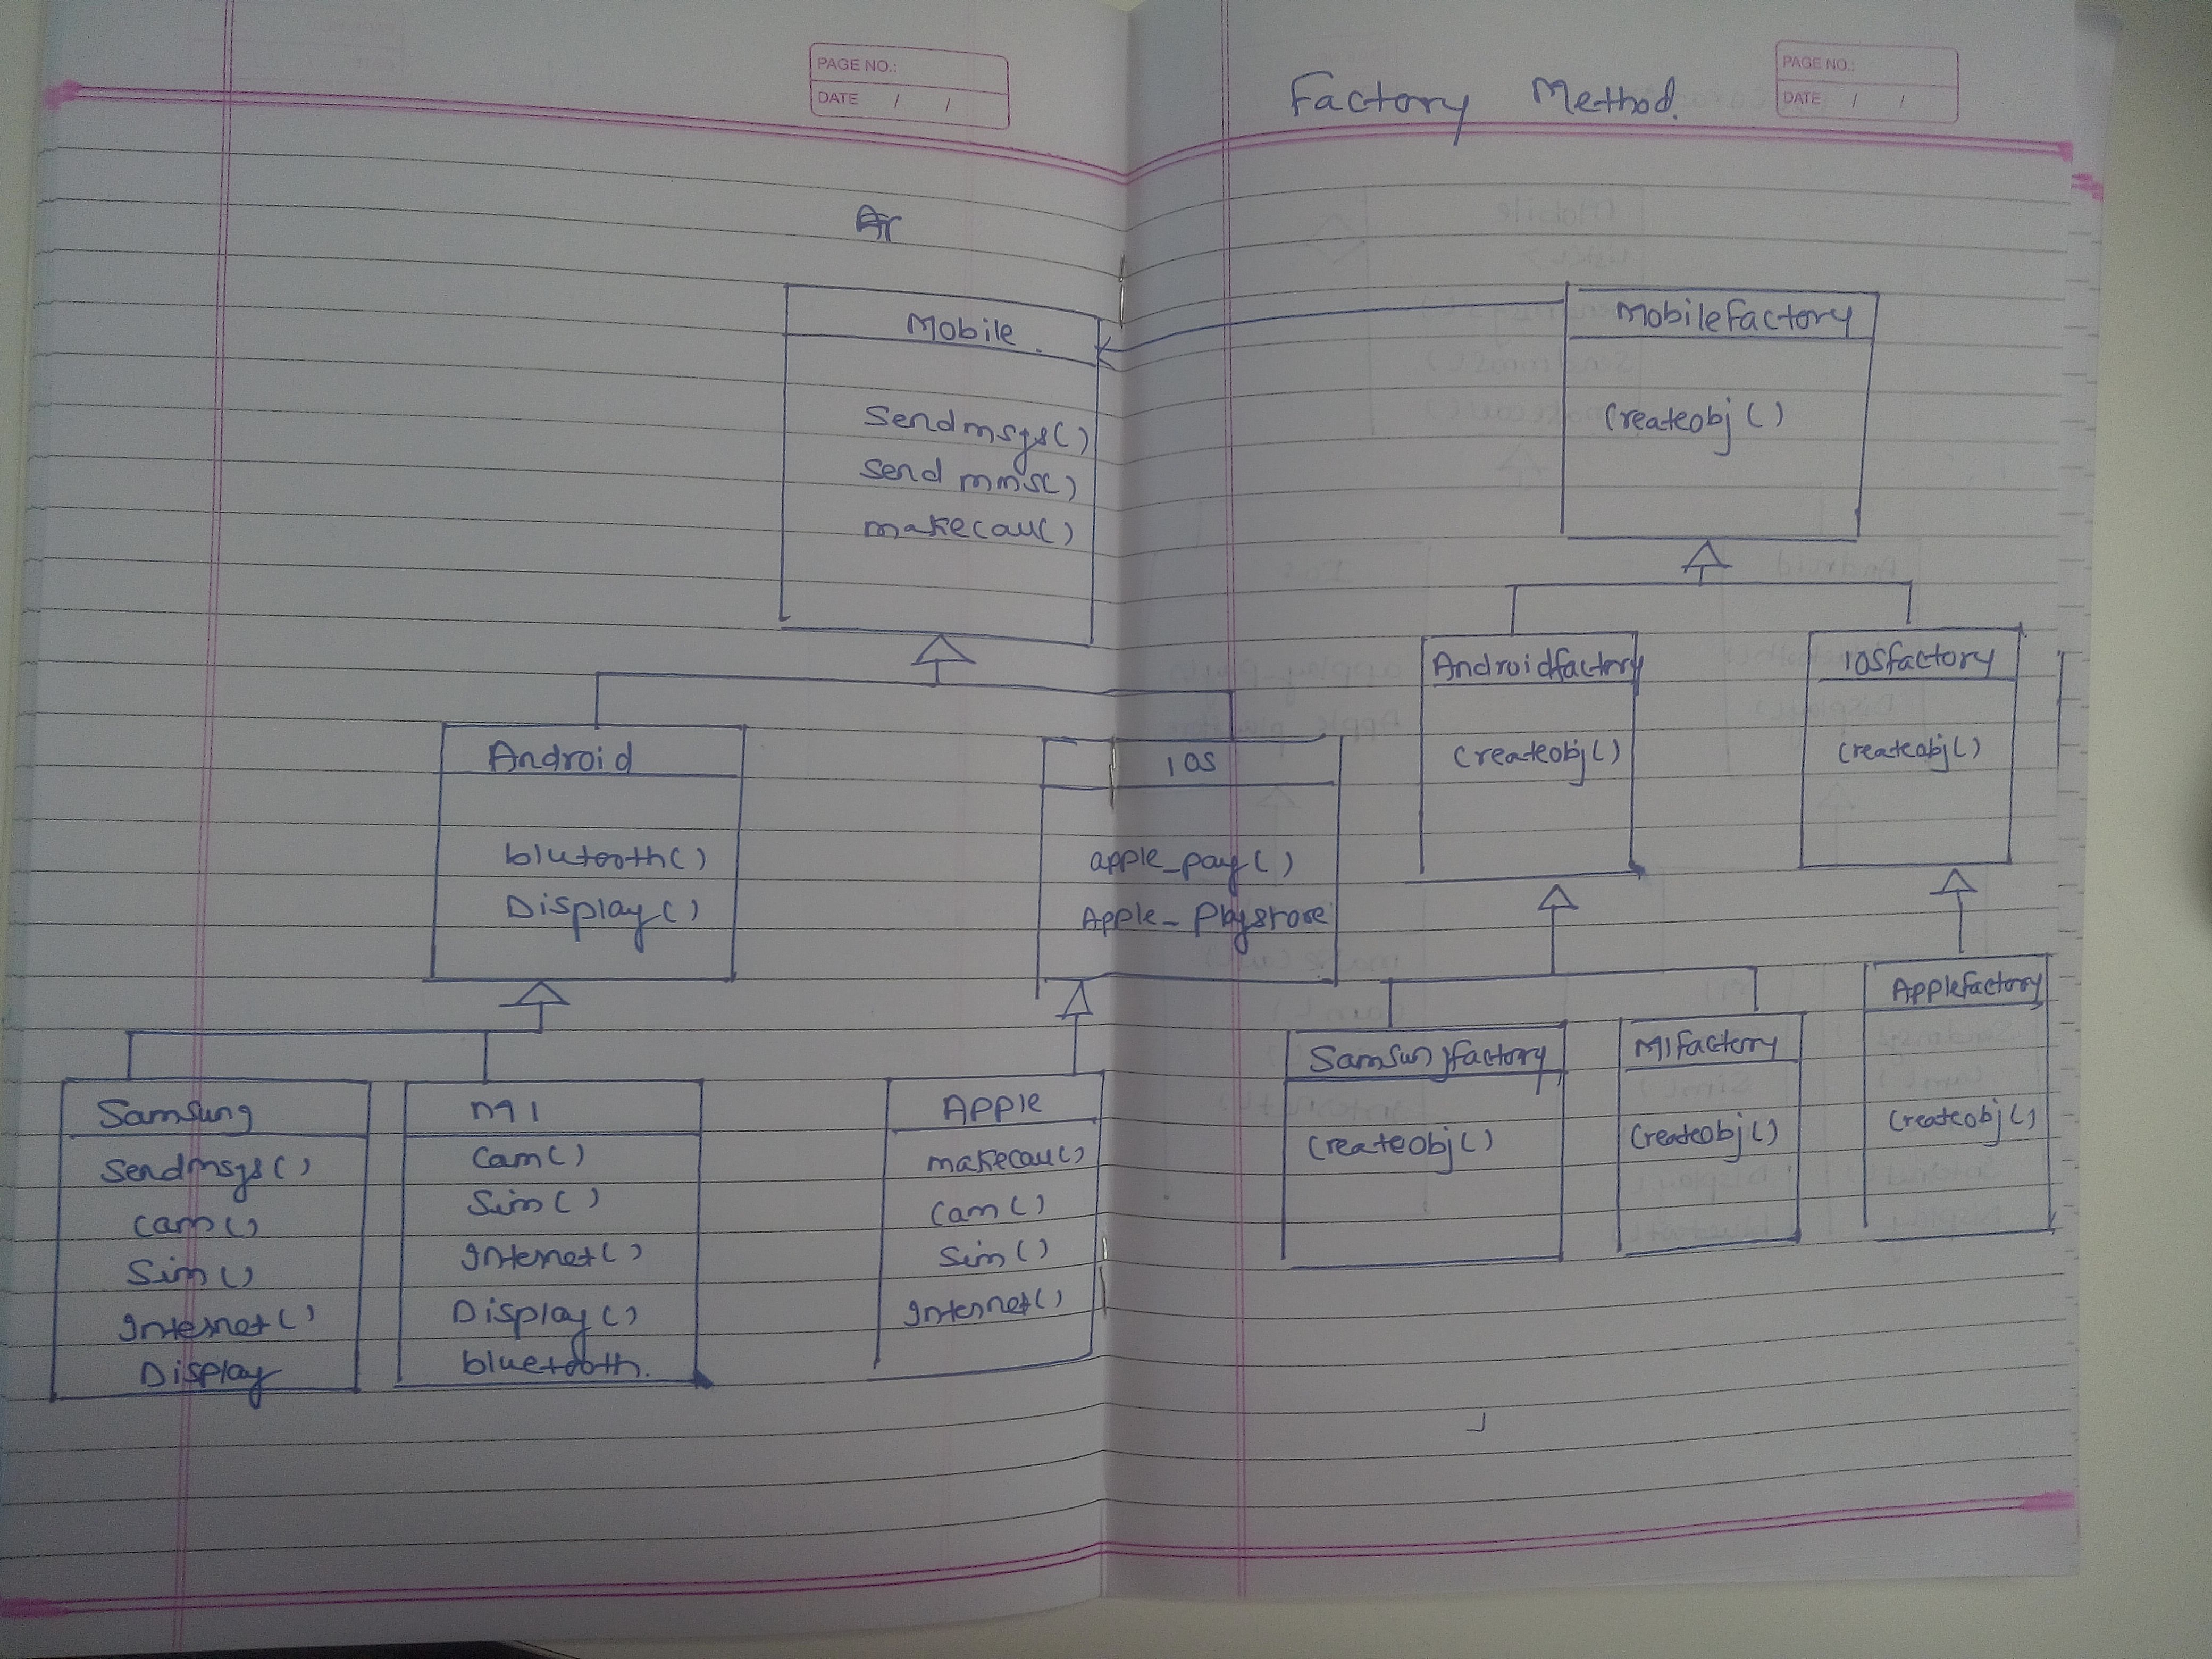 PAGE NO.:
DATE / /
Mobile.
Sendmsgs()
Send mms()
makecall()
Android
blutooth()
Display()
IOS
apple_pay()
Apple_Playstore
Samsung
Sendmsgs()
Cam()
Sim()
Internet()
Display
MI
Cam()
Sim()
Internet()
Display()
bluetooth.
Apple
makecall()
Cam()
Sim()
Internet()
PAGE NO.:
DATE / /
Factory Method.
MobileFactory
Createobj()
Androidfactory
Createobj()
IOSfactory
Createobj()
Samsungfactory
Createobj()
MIfactory
Createobj()
Applefactory
Createobj()